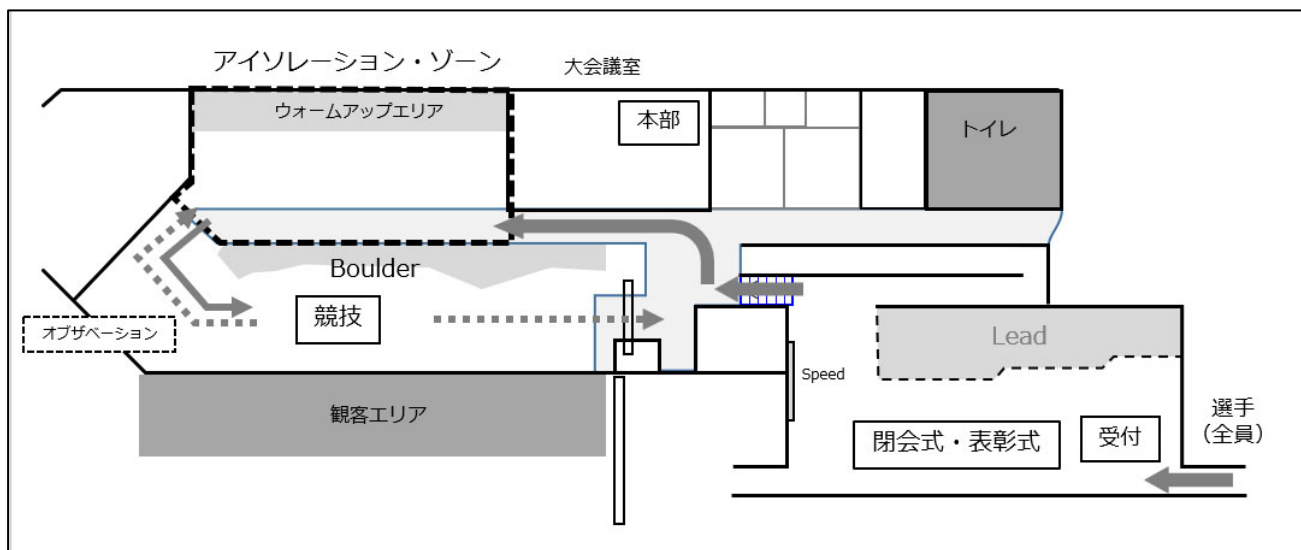 アイソレーション・ゾーン
大会議室
ウォームアップエリア
本部
トイレ
Boulder
競技
オブザベーション
Lead
Speed
観客エリア
閉会式・表彰式
受付
選手
（全員）